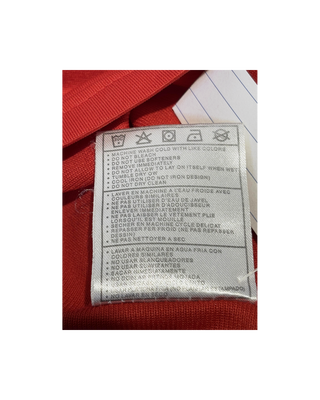 • MACHINE WASH COLD WITH LIKE COLORS
• DO NOT BLEACH
• DO NOT USE SOFTENERS
• REMOVE IMMEDIATELY
• DO NOT ALLOW TO LAY ON ITSELF WHEN WET
• TUMBLE DRY
• COOL IRON (DO NOT IRON DESIGN)
• DO NOT DRY CLEAN
• LAVER EN MACHINE A L'EAU FROIDE AVEC
COULEURS SIMILAIRES
• NE PAS UTILISER D'EAU DE JAVEL
• NE PAS UTILISER D'ADOUCISSEUR
• ENLEVER IMMEDIATEMENT
• NE PAS LAISSER LE VETEMENT PLIE
LORSQU'IL EST MOUILLE
• SECHER EN MACHINE CYCLE DELICAT
• REPASSER PER FROID (NE PAS REPASSER
DESSIN)
• NE PAS NETTOYER A SEC
• LAVAR A MAQUINA EN AGUA FRIA CON
COLORES SIMILARES
• NO USAR BLANQUEADORES
• NO USAR
• SACAR INMEDIATAMENTE
• NO MOJADA
EN SECO